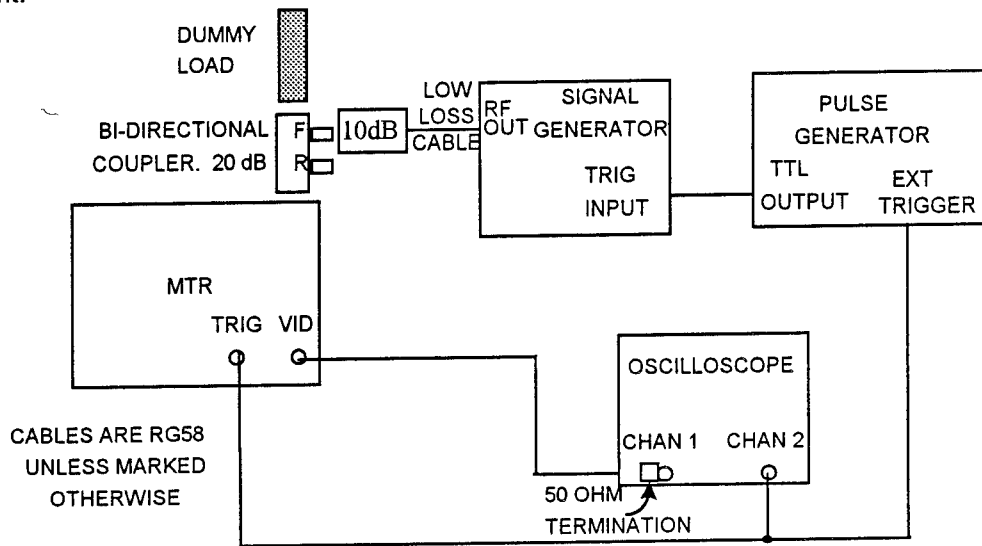 nt.
DUMMY
LOAD
BI-DIRECTIONAL
COUPLER. 20 dB
F
R
10dB
LOW
LOSS
CABLE
RF
OUT
SIGNAL
GENERATOR
TRIG
INPUT
PULSE
GENERATOR
TTL
OUTPUT
EXT
TRIGGER
MTR
TRIG VID
OSCILLOSCOPE
CHAN 1 CHAN 2
50 OHM
TERMINATION
CABLES ARE RG58
UNLESS MARKED
OTHERWISE